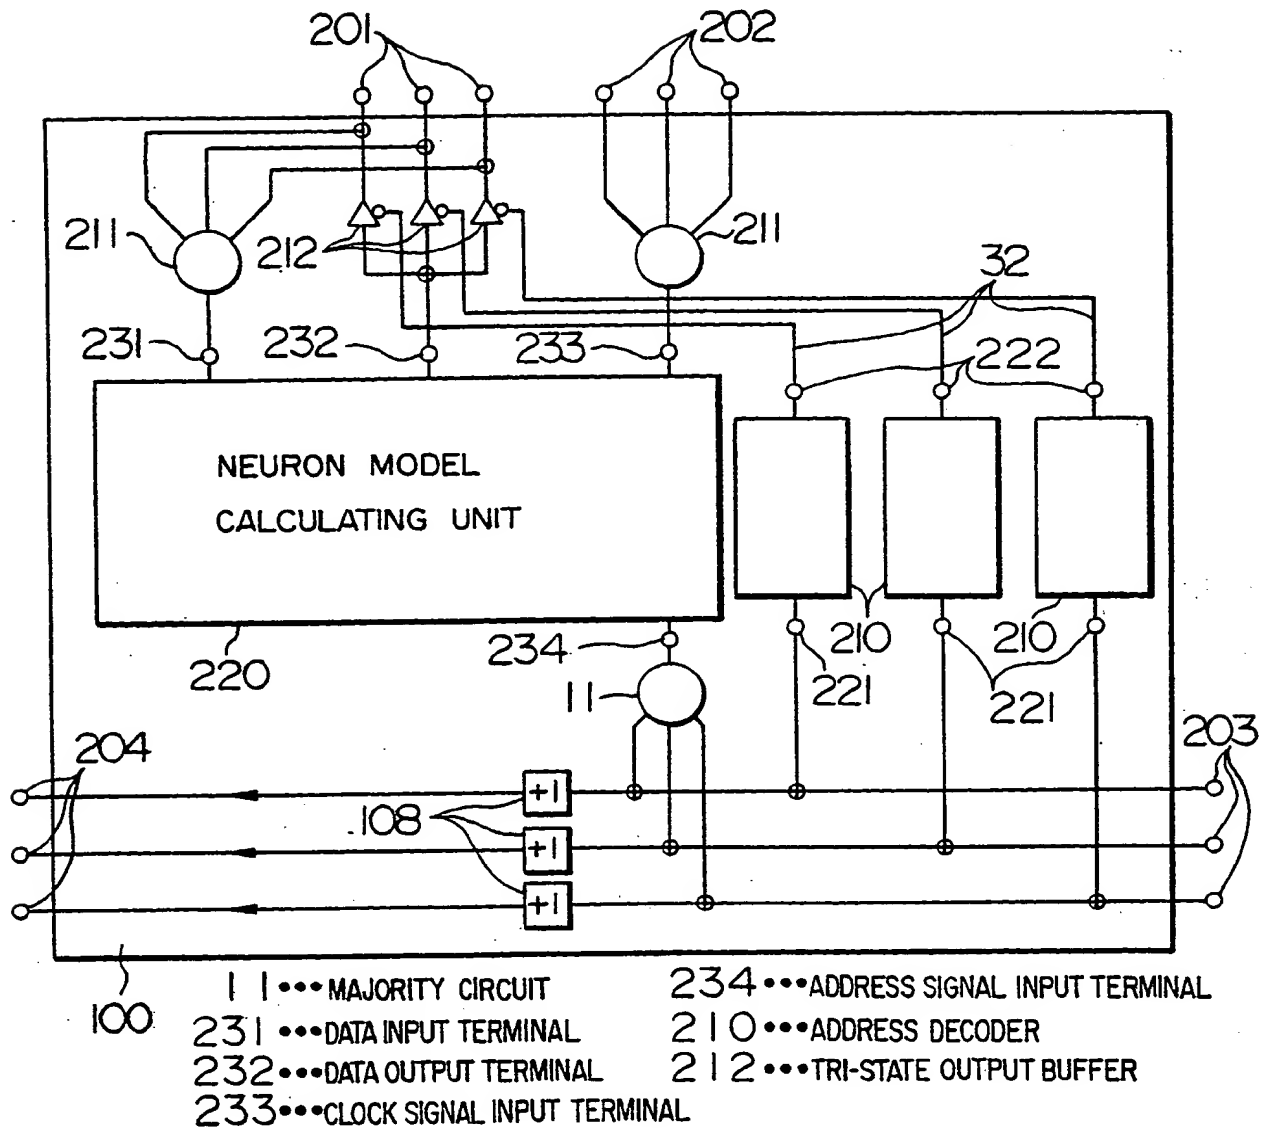 201
202
211
212
211
32
231
232
233
222
NEURON MODEL
CALCULATING UNIT
220
234
210
210
221
221
11
204
203
+1
108
+1
+1
100
11•••MAJORITY CIRCUIT
231•••DATA INPUT TERMINAL
232•••DATA OUTPUT TERMINAL
233•••CLOCK SIGNAL INPUT TERMINAL
234•••ADDRESS SIGNAL INPUT TERMINAL
210•••ADDRESS DECODER
212•••TRI-STATE OUTPUT BUFFER